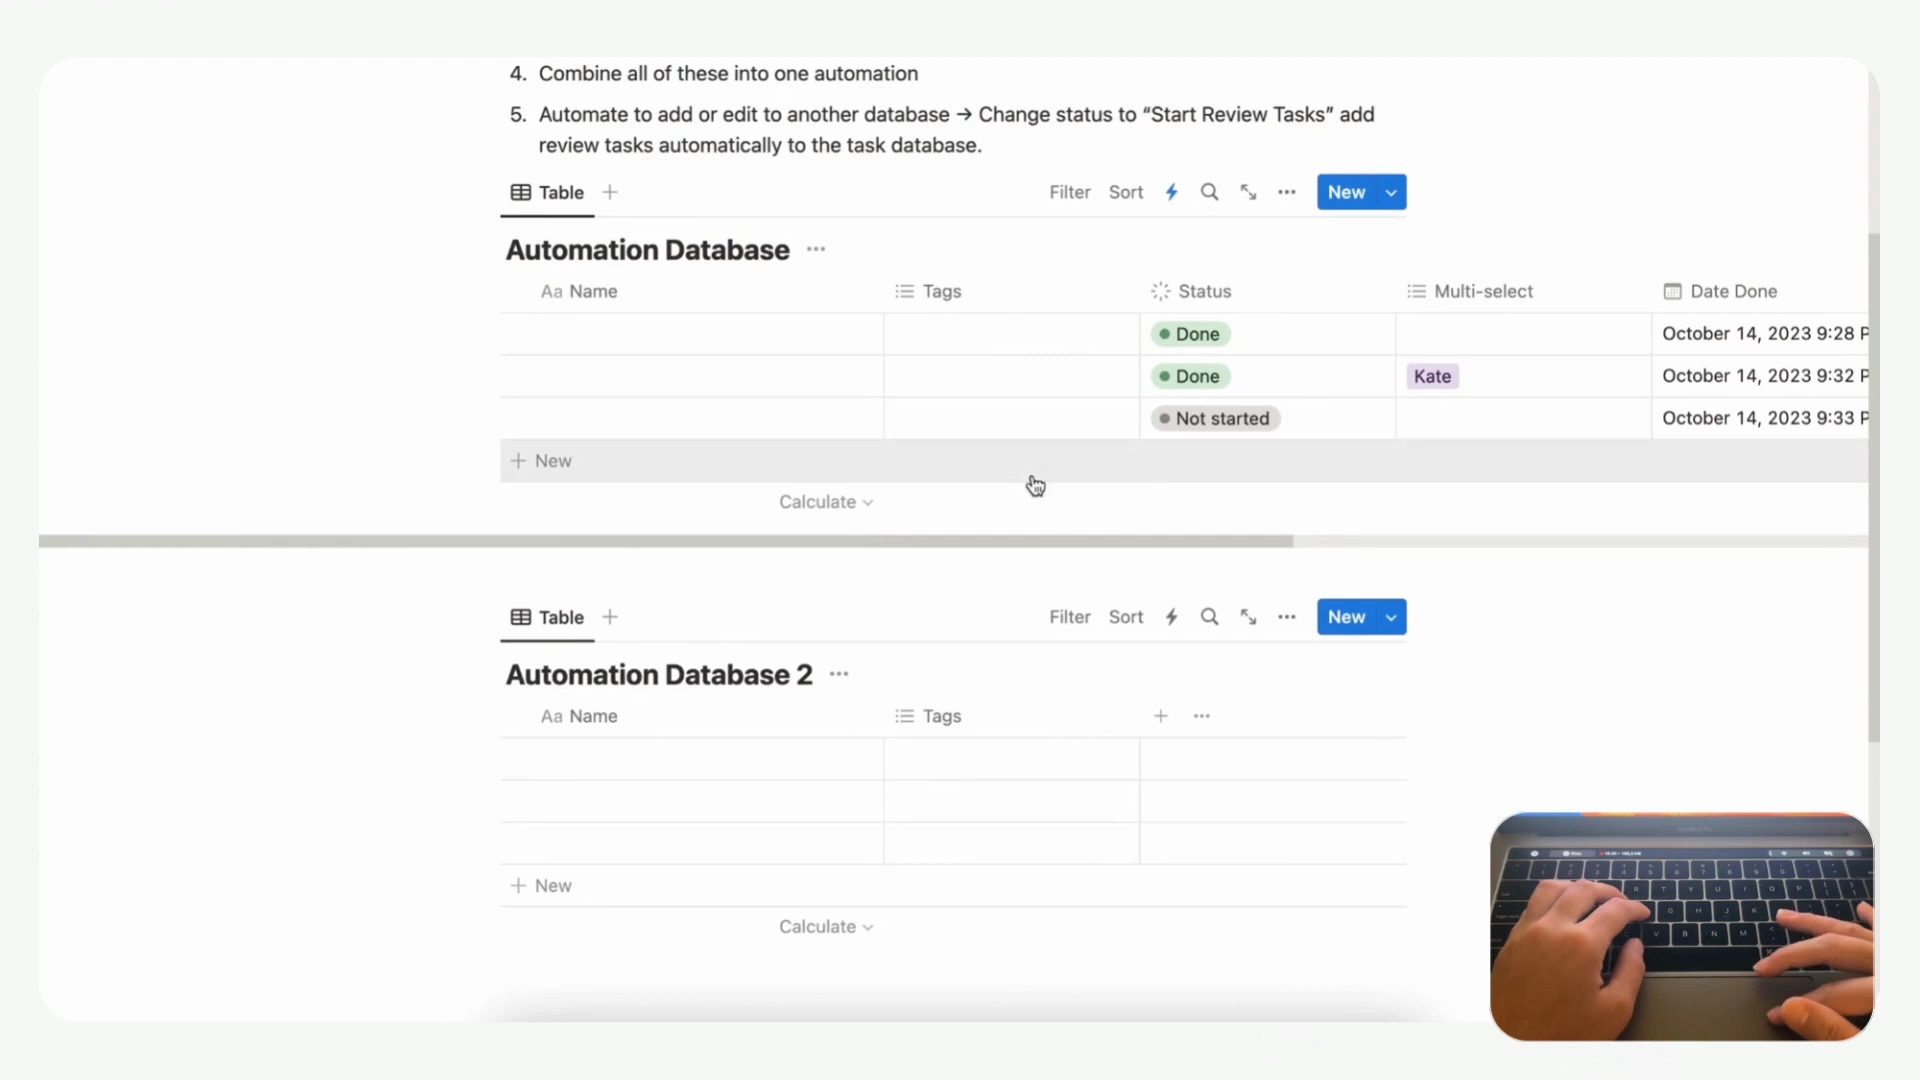 4. Combine all of these into one automation
5. Automate to add or edit to another database → Change status to “Start Review Tasks” add
review tasks automatically to the task database.
Table
Filter Sort New
Automation Database
Aa Name Tags Status Multi-select Date Done
Done October 14, 2023 9:28 P
Done Kate October 14, 2023 9:32 P
Not started October 14, 2023 9:33 P
+ New
Calculate
Table
Filter Sort New
Automation Database 2
Aa Name Tags
+ New
Calculate